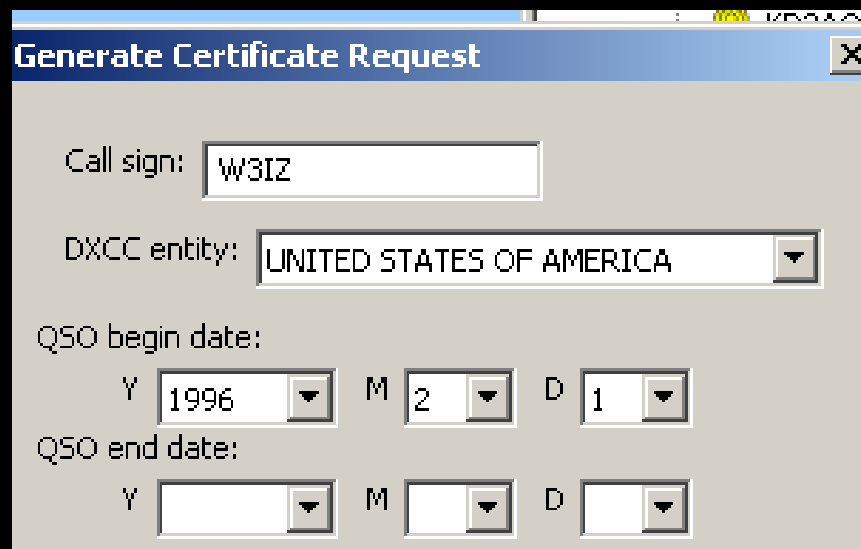 Generate Certificate Request
Call sign: W3IZ
DXCC entity: UNITED STATES OF AMERICA
QSO begin date:
Y 1996 M 2 D 1
QSO end date:
Y M D